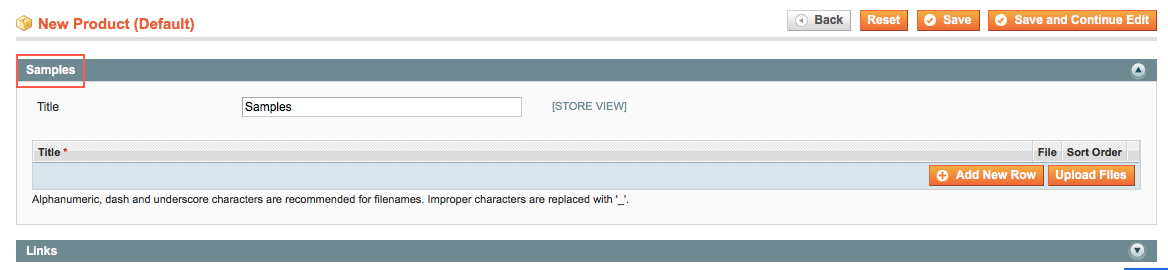 New Product (Default)
Back Reset Save Save and Continue Edit
Samples
Title Samples [STORE VIEW]
Title * File Sort Order
Add New Row Upload Files
Alphanumeric, dash and underscore characters are recommended for filenames. Improper characters are replaced with '_'.
Links